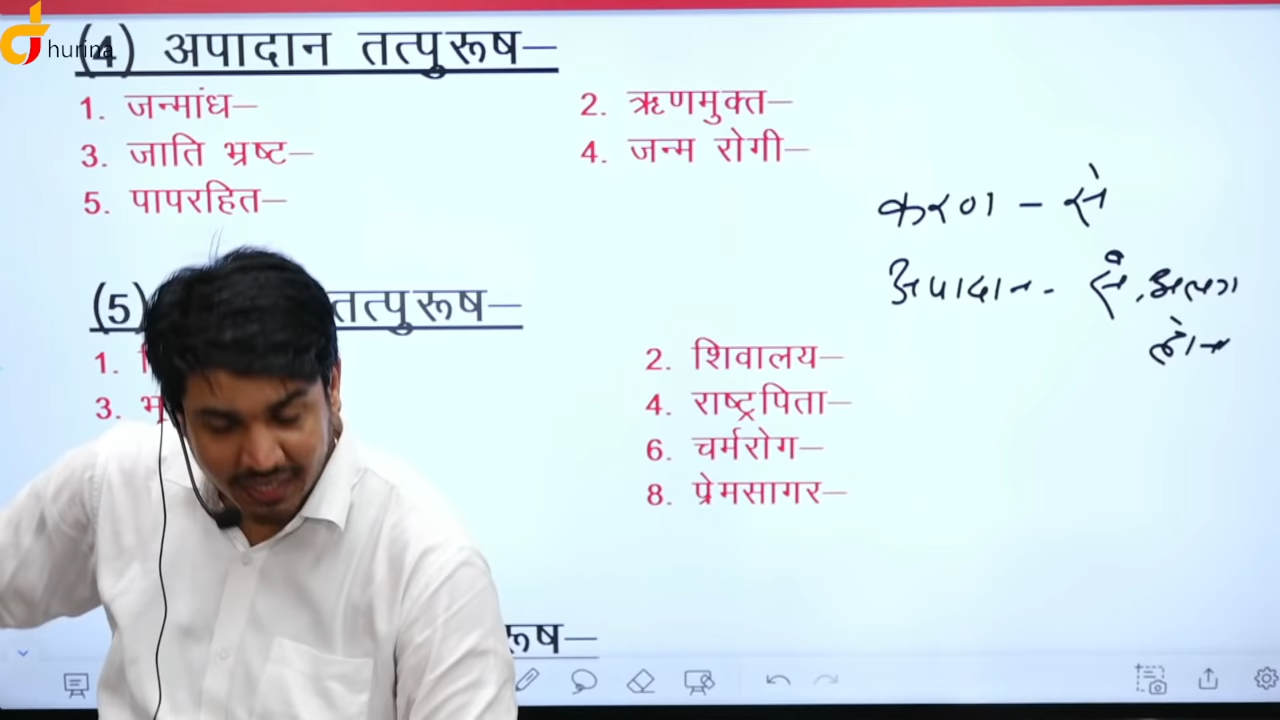 Dhurina
(4) अपादान तत्पुरूष–
1. जन्मांध– 2. ऋणमुक्त–
3. जाति भ्रष्ट– 4. जन्म रोगी–
5. पापरहित–
करण – से
अपादान - से, अलग
होना
(5) तत्पुरूष–
1. 2. शिवालय–
3. 4. राष्ट्रपिता–
6. चर्मरोग–
8. प्रेमसागर–
रूष–